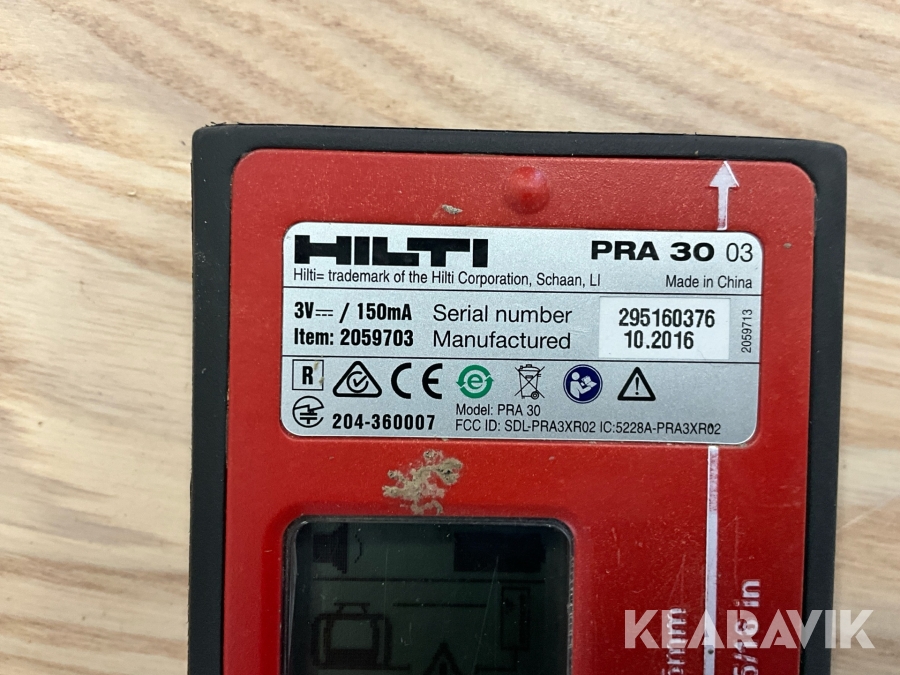 HILTI
PRA 30 03
Hilti= trademark of the Hilti Corporation, Schaan, LI
Made in China
3V⎓ / 150mA
Serial number
295160376
Item: 2059703
Manufactured
10.2016
2059713
R
CE
e
204-360007
Model: PRA 30
FCC ID: SDL-PRA3XR02 IC:5228A-PRA3XR02
KLARAVIK